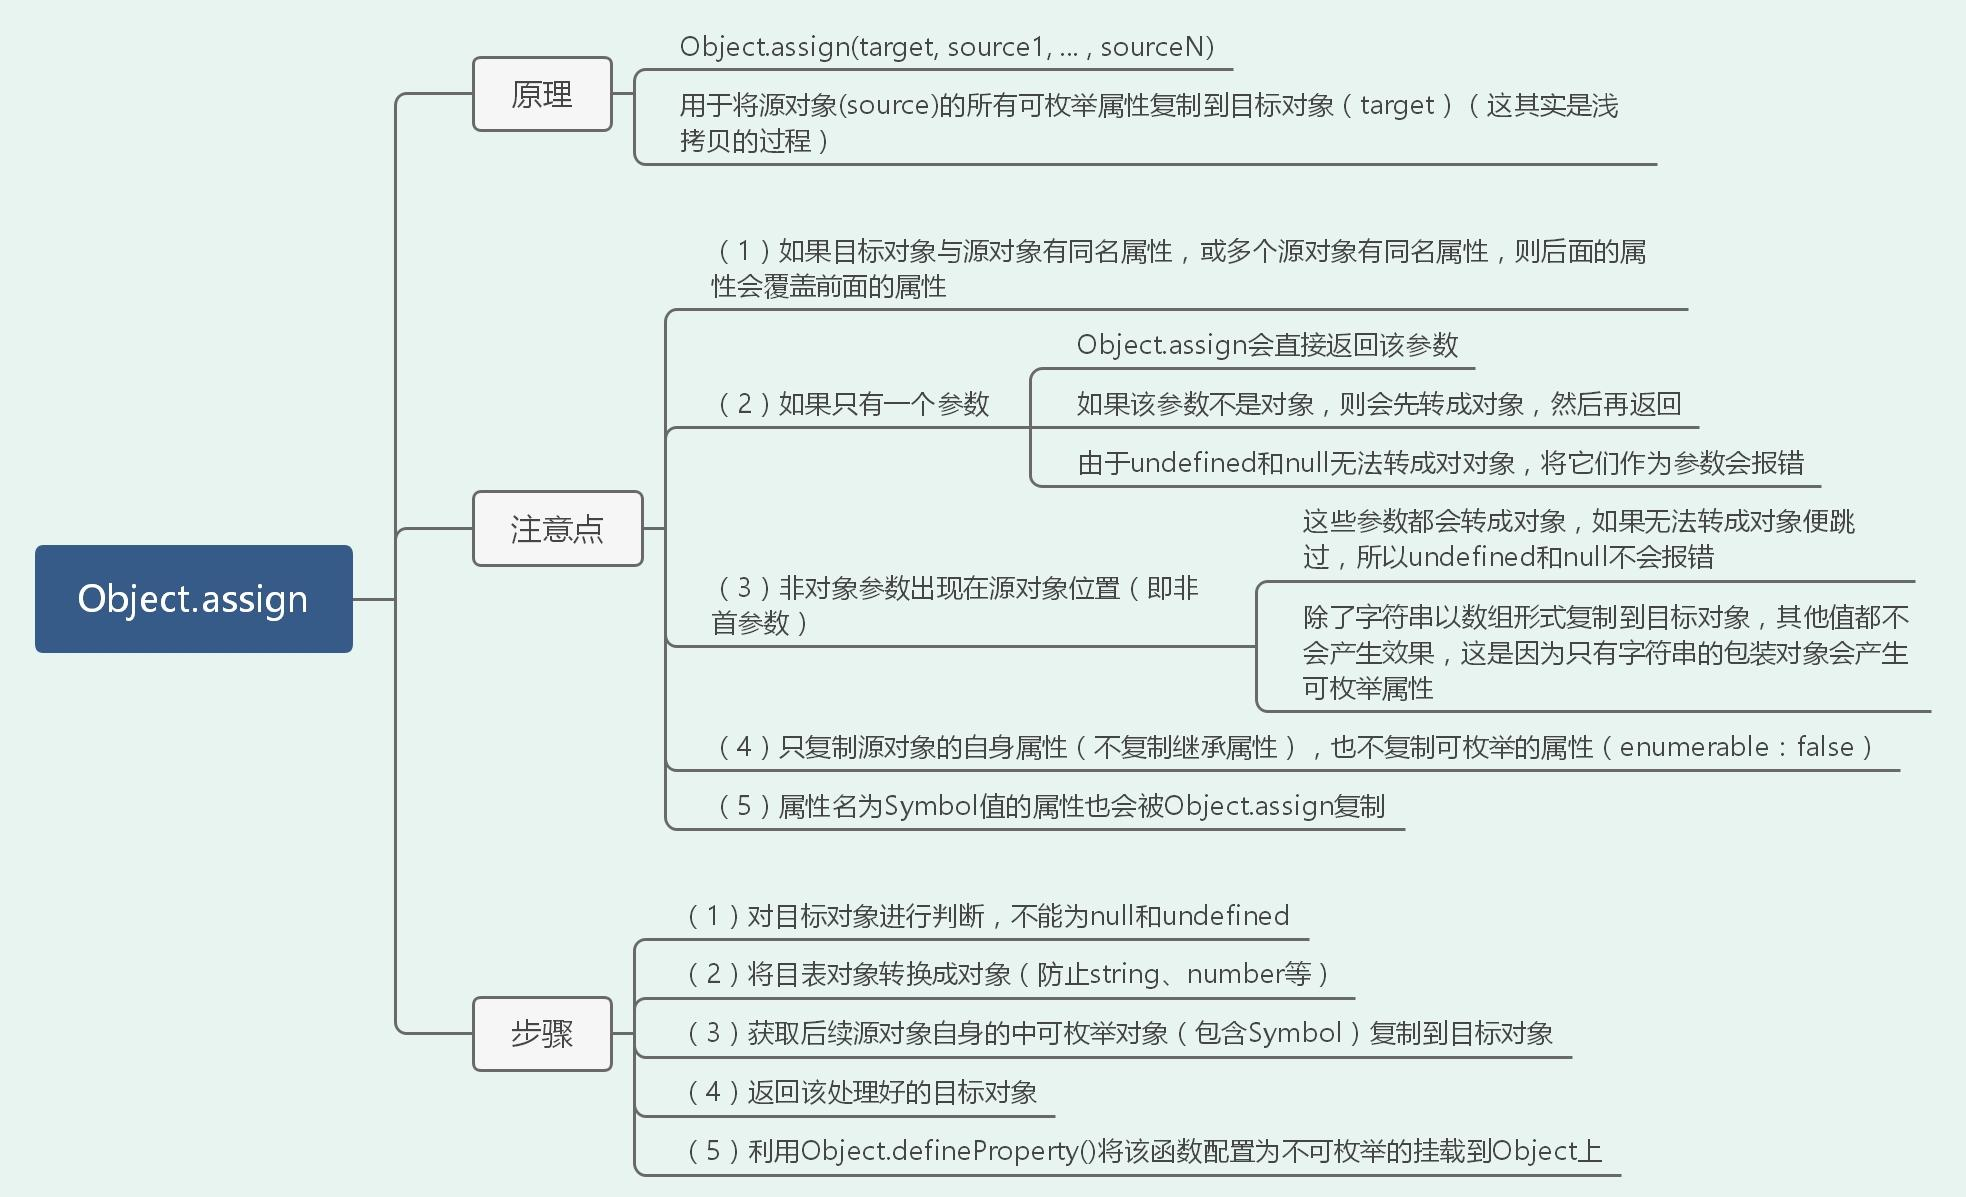 Object.assign
原理
Object.assign(target, source1, ... , sourceN)
用于将源对象(source)的所有可枚举属性复制到目标对象（target）（这其实是浅
拷贝的过程）
注意点
（1）如果目标对象与源对象有同名属性，或多个源对象有同名属性，则后面的属
性会覆盖前面的属性
（2）如果只有一个参数
Object.assign会直接返回该参数
如果该参数不是对象，则会先转成对象，然后再返回
由于undefined和null无法转成对对象，将它们作为参数会报错
（3）非对象参数出现在源对象位置（即非
首参数）
这些参数都会转成对象，如果无法转成对象便跳
过，所以undefined和null不会报错
除了字符串以数组形式复制到目标对象，其他值都不
会产生效果，这是因为只有字符串的包装对象会产生
可枚举属性
（4）只复制源对象的自身属性（不复制继承属性），也不复制可枚举的属性（enumerable：false）
（5）属性名为Symbol值的属性也会被Object.assign复制
步骤
（1）对目标对象进行判断，不能为null和undefined
（2）将目表对象转换成对象（防止string、number等）
（3）获取后续源对象自身的中可枚举对象（包含Symbol）复制到目标对象
（4）返回该处理好的目标对象
（5）利用Object.defineProperty()将该函数配置为不可枚举的挂载到Object上